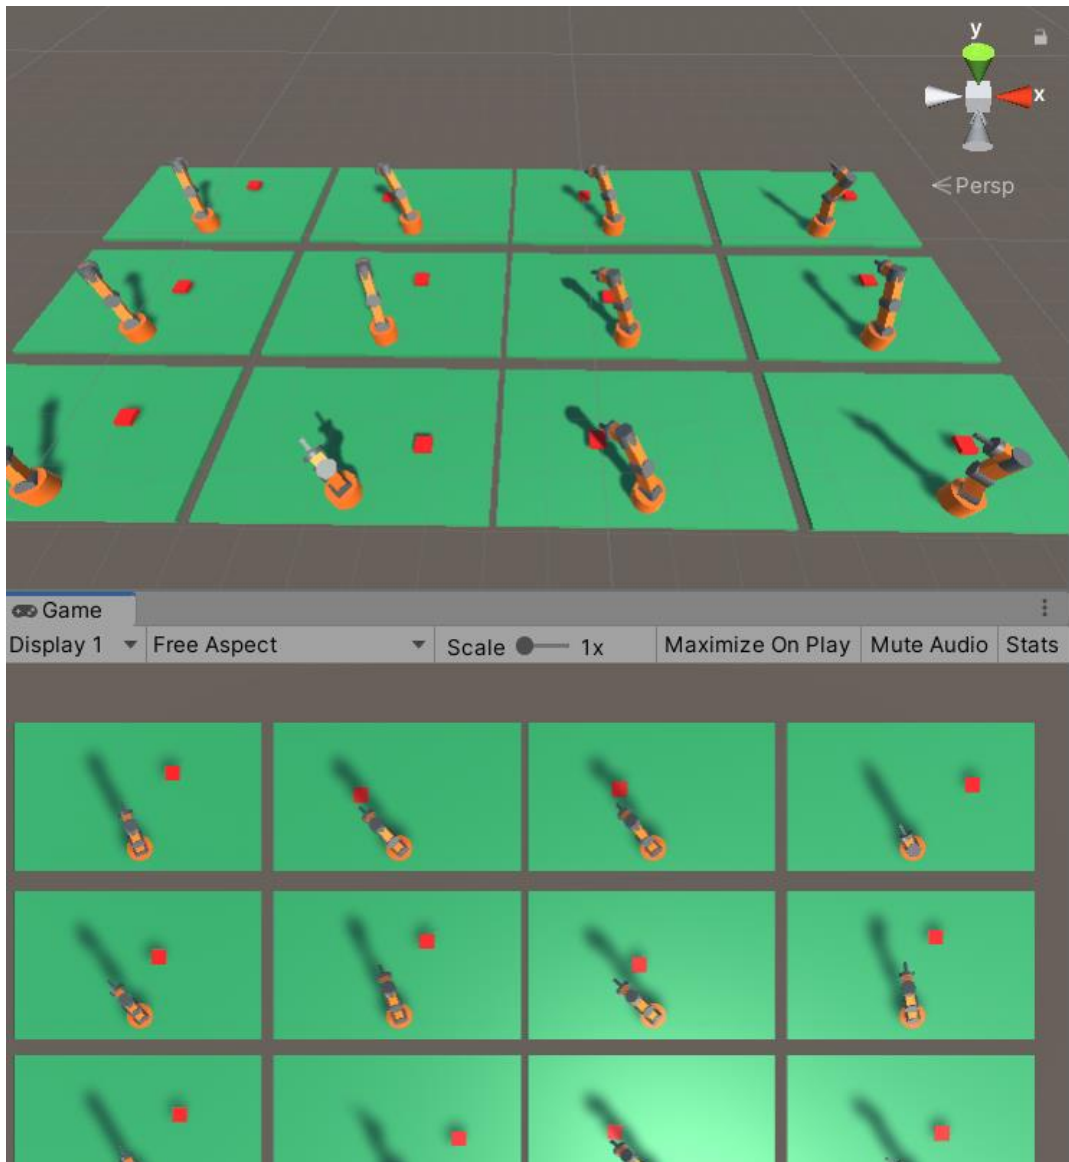 y
x
Persp
Game
Display 1 Free Aspect Scale 1x Maximize On Play Mute Audio Stats